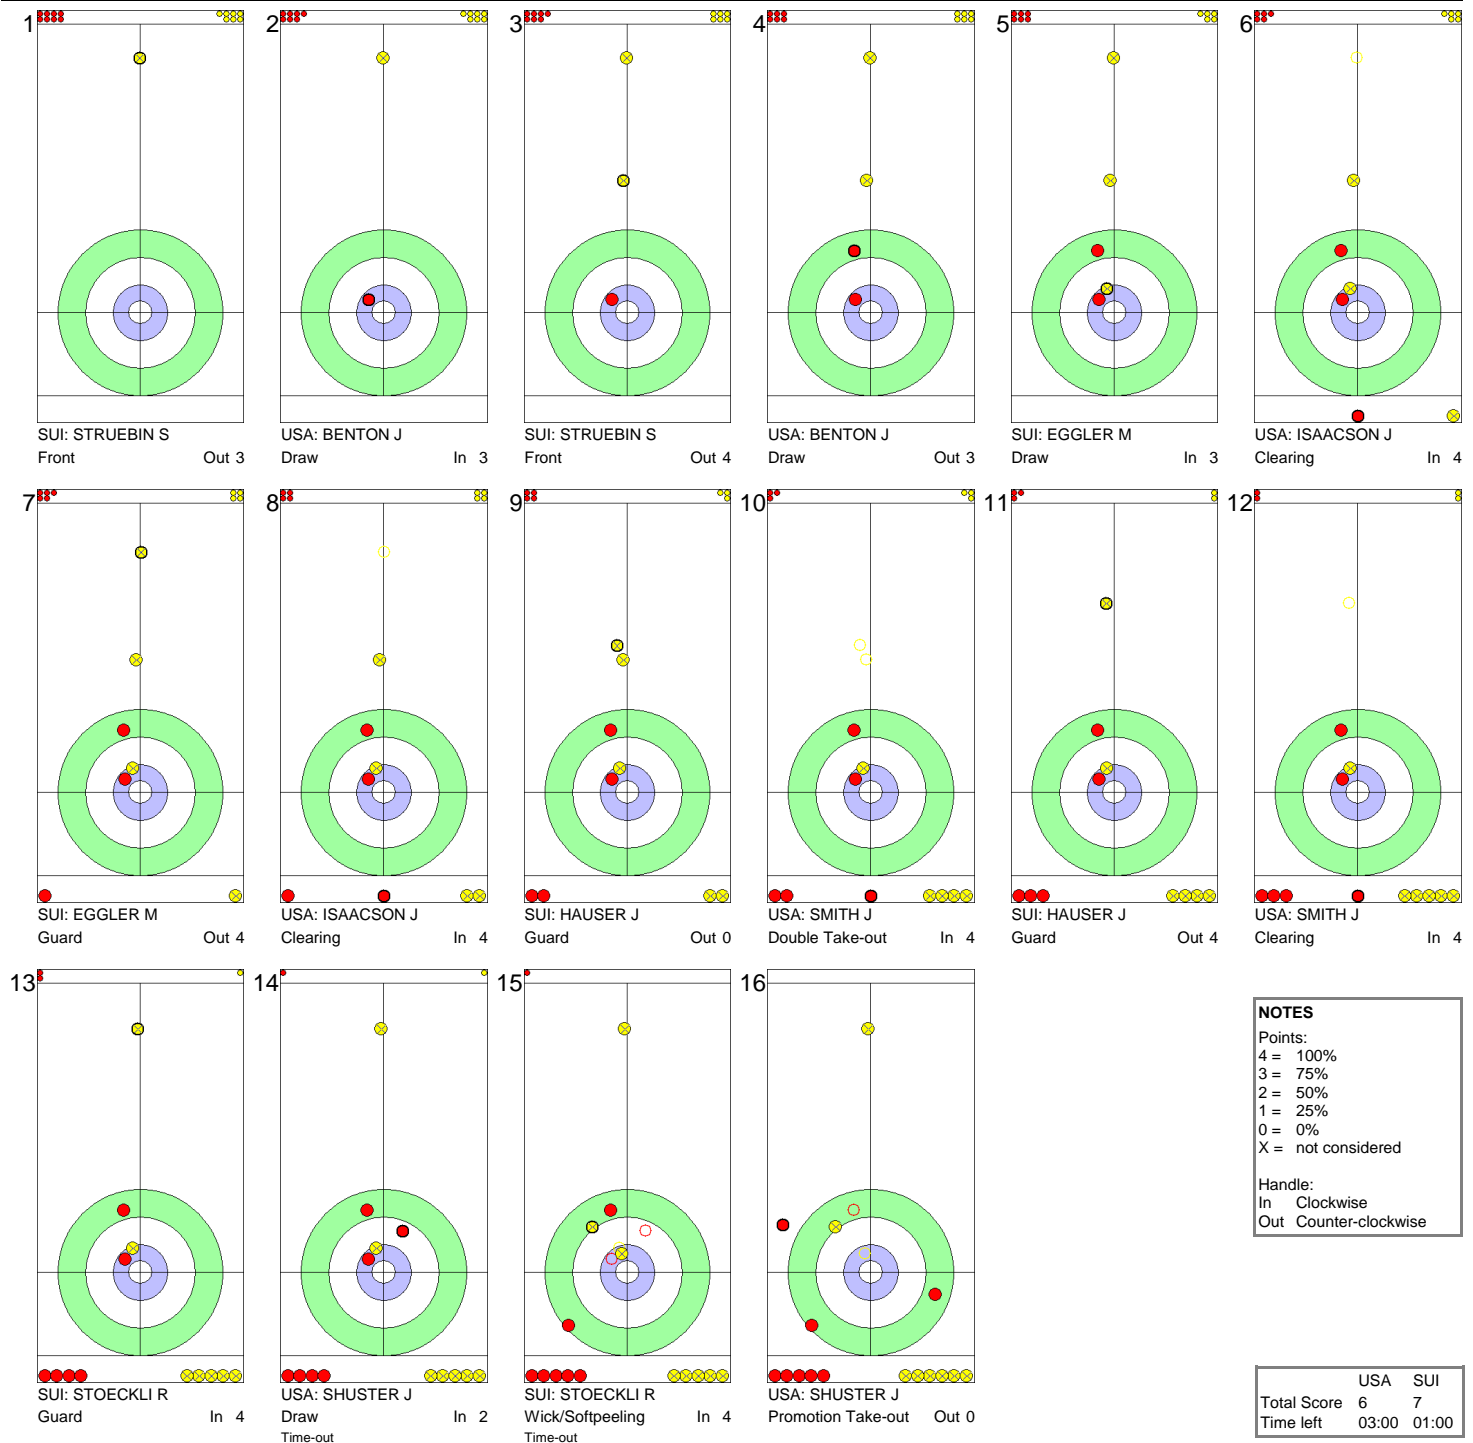 1
2
3
4
5
6
SUI: STRUEBIN S
Front Out 3
USA: BENTON J
Draw In 3
SUI: STRUEBIN S
Front Out 4
USA: BENTON J
Draw Out 3
SUI: EGGLER M
Draw In 3
USA: ISAACSON J
Clearing In 4
7
8
9
10
11
12
SUI: EGGLER M
Guard Out 4
USA: ISAACSON J
Clearing In 4
SUI: HAUSER J
Guard Out 0
USA: SMITH J
Double Take-out In 4
SUI: HAUSER J
Guard Out 4
USA: SMITH J
Clearing In 4
13
14
15
16
SUI: STOECKLI R
Guard In 4
USA: SHUSTER J
Draw In 2
Time-out
SUI: STOECKLI R
Wick/Softpeeling In 4
Time-out
USA: SHUSTER J
Promotion Take-out Out 0
NOTES
Points:
4 = 100%
3 = 75%
2 = 50%
1 = 25%
0 = 0%
X = not considered
Handle:
In Clockwise
Out Counter-clockwise
USA SUI
Total Score 6 7
Time left 03:00 01:00